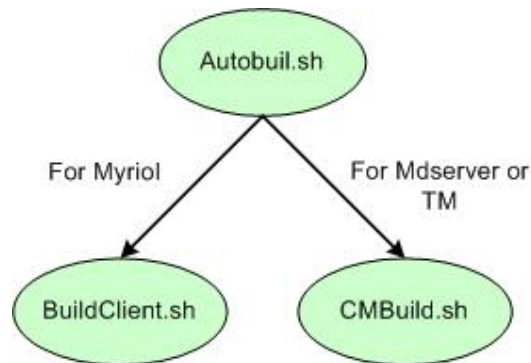 Autobuil.sh
For Myriol
For Mdserver or
TM
BuildClient.sh
CMBuild.sh